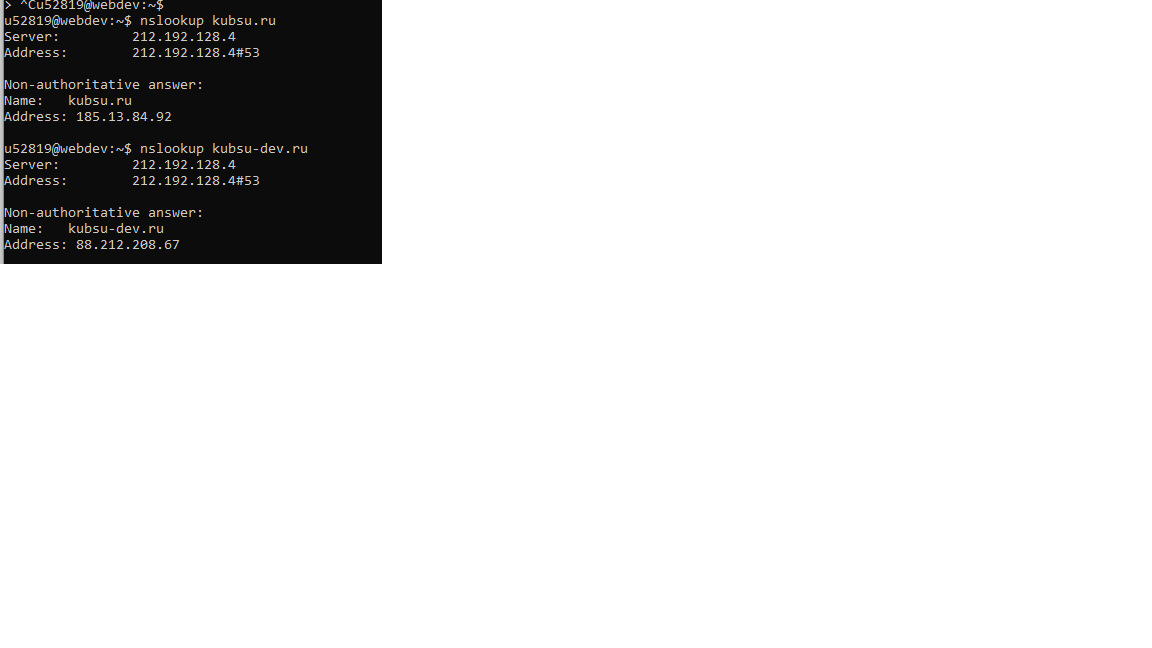 > ^Cu52819@webdev:~$
u52819@webdev:~$ nslookup kubsu.ru
Server:         212.192.128.4
Address:        212.192.128.4#53

Non-authoritative answer:
Name:   kubsu.ru
Address: 185.13.84.92

u52819@webdev:~$ nslookup kubsu-dev.ru
Server:         212.192.128.4
Address:        212.192.128.4#53

Non-authoritative answer:
Name:   kubsu-dev.ru
Address: 88.212.208.67